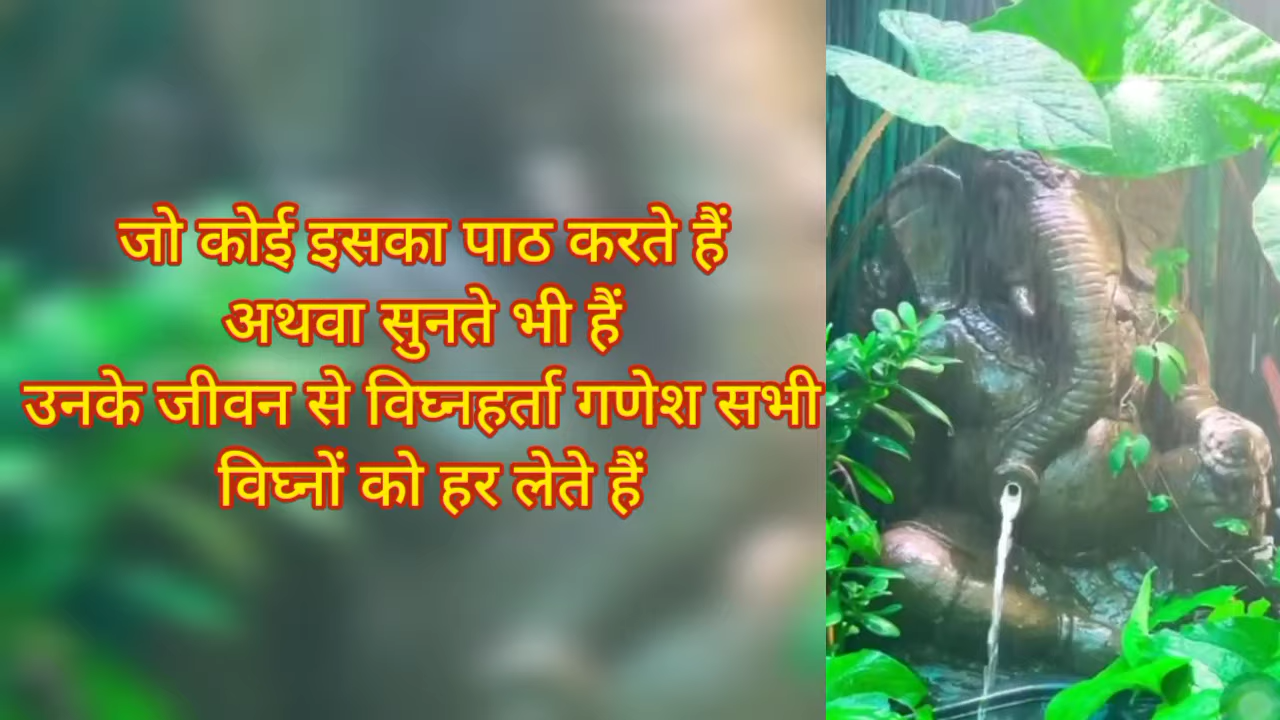 जो कोई इसका पाठ करते हैं
अथवा सुनते भी हैं
उनके जीवन से विघ्नहर्ता गणेश सभी
विघ्नों को हर लेते हैं